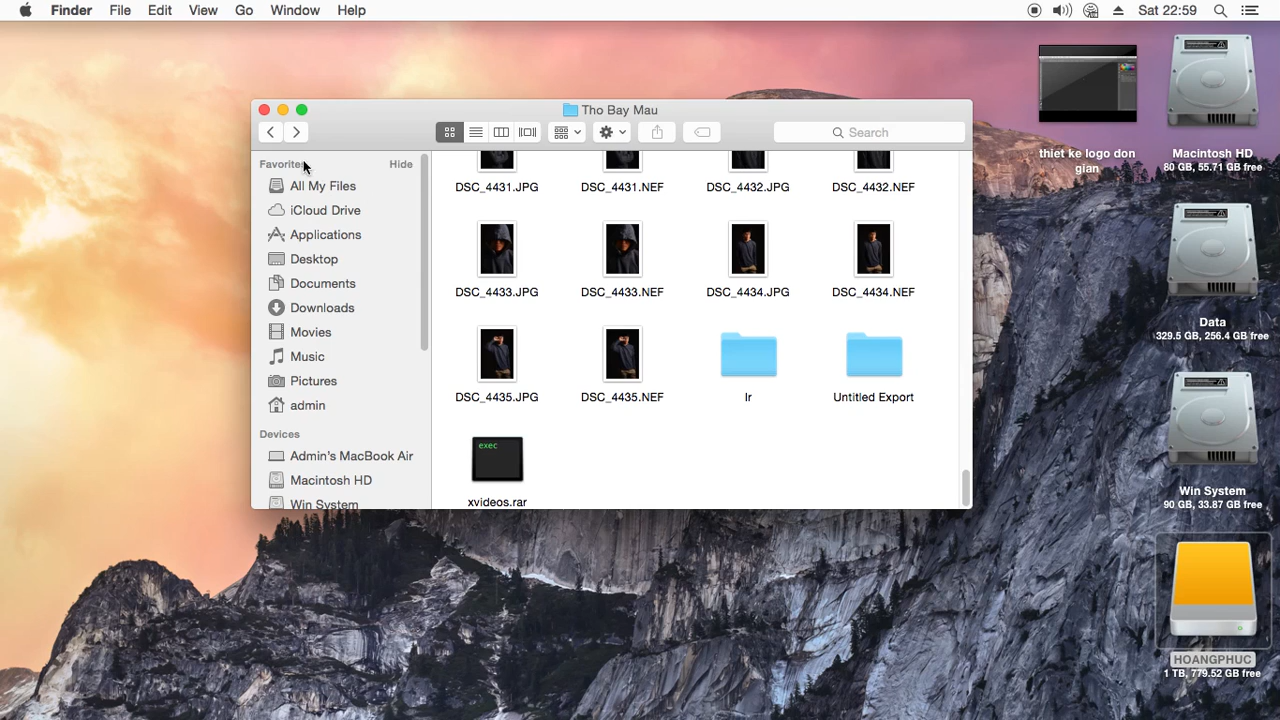 Finder File Edit View Go Window Help
Sat 22:59
Tho Bay Mau
Search
Favorites
Hide
All My Files
iCloud Drive
Applications
Desktop
Documents
Downloads
Movies
Music
Pictures
admin
Devices
Admin's MacBook Air
Macintosh HD
Win System
DSC_4431.JPG DSC_4431.NEF DSC_4432.JPG DSC_4432.NEF
DSC_4433.JPG DSC_4433.NEF DSC_4434.JPG DSC_4434.NEF
DSC_4435.JPG DSC_4435.NEF lr Untitled Export
exec
xvideos.rar
thiet ke logo don
gian
Macintosh HD
80 GB, 55.71 GB free
Data
329.5 GB, 256.4 GB free
Win System
90 GB, 33.87 GB free
HOANGPHUC
1 TB, 779.52 GB free